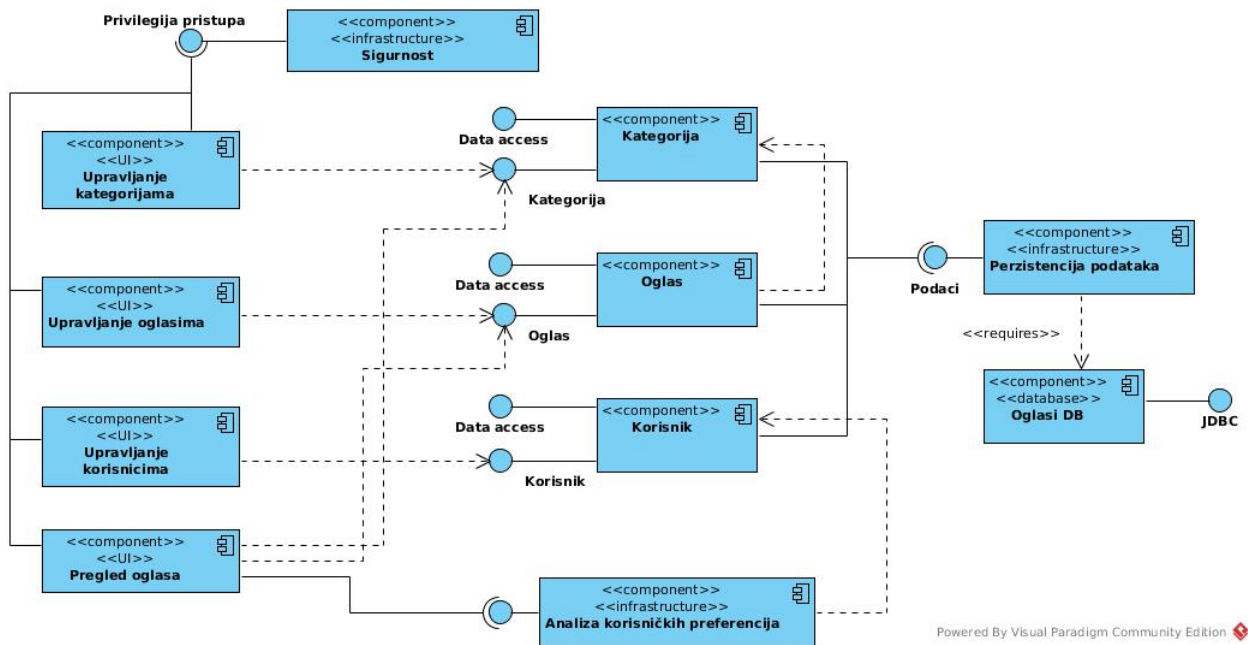 Privilegija pristupa
<<component>>
<<infrastructure>>
Sigurnost
<<component>>
<<UI>>
Upravljanje
kategorijama
Data access
<<component>>
Kategorija
Kategorija
<<component>>
<<UI>>
Upravljanje oglasima
Data access
<<component>>
Oglas
Oglas
Podaci
<<component>>
<<infrastructure>>
Perzistencija podataka
<<requires>>
<<component>>
<<database>>
Oglasi DB
JDBC
<<component>>
<<UI>>
Upravljanje
korisnicima
Data access
<<component>>
Korisnik
Korisnik
<<component>>
<<UI>>
Pregled oglasa
<<component>>
<<infrastructure>>
Analiza korisničkih preferencija
Powered By Visual Paradigm Community Edition